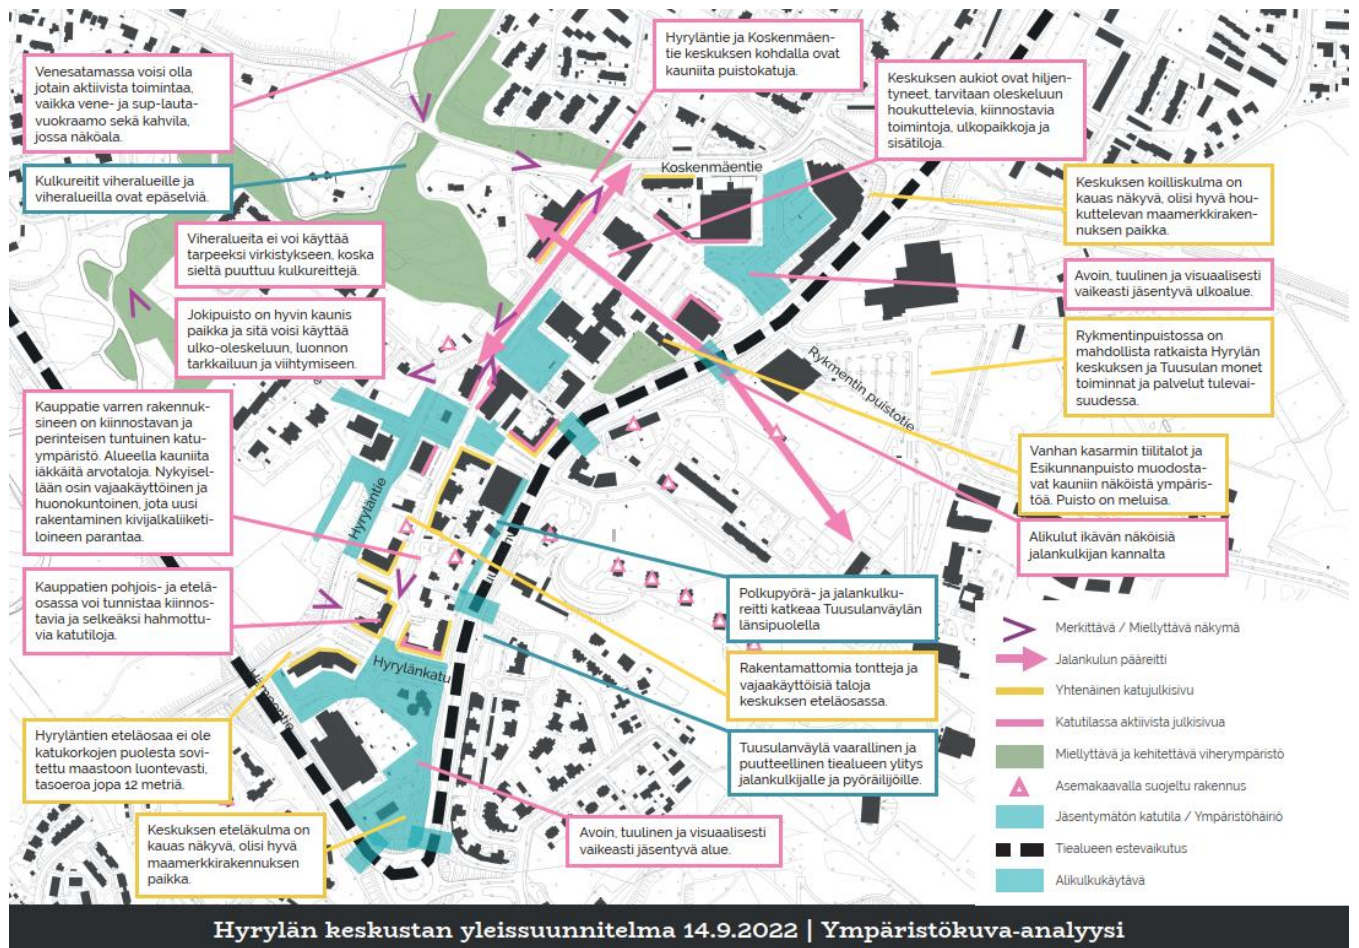 Venesatamassa voisi olla
jotain aktiivista toimintaa,
vaikka vene- ja sup-lauta-
vuokraamo sekä kahvila,
jossa näköala.
Kulkureitit viheralueille ja
viheralueilla ovat epäselviä.
Viheralueita ei voi käyttää
tarpeeksi virkistykseen, koska
sieltä puuttuu kulkureittejä.
Jokipuisto on hyvin kaunis
paikka ja sitä voisi käyttää
ulko-oleskeluun, luonnon
tarkkailuun ja viihtymiseen.
Kauppatie varren rakennuk-
sineen on kiinnostavan ja
perinteisen tuntuinen katu-
ympäristö. Alueella kauniita
iäkkäitä arvotaloja. Nykyisel-
lään osin vajaakäyttöinen ja
huonokuntoinen, jota uusi
rakentaminen kivijalkaliiketi-
loineen parantaa.
Kauppatien pohjois- ja etelä-
osassa voi tunnistaa kiinnos-
tavia ja selkeäksi hahmottu-
via katutiloja.
Hyryläntien eteläosaa ei ole
katukorkojen puolesta sovi-
tettu maastoon luontevasti,
tasoeroa jopa 12 metriä.
Keskuksen eteläkulma on
kauas näkyvä, olisi hyvä
maamerkkirakennuksen
paikka.
Hyryläntie ja Koskenmäen-
tie keskuksen kohdalla ovat
kauniita puistokatuja.
Keskuksen aukiot ovat hiljen-
tyneet, tarvitaan oleskeluun
houkuttelevia, kiinnostavia
toimintoja, ulkopaikkoja ja
sisätiloja.
Keskuksen koilliskulma on
kauas näkyvä, olisi hyvä hou-
kuttelevan maamerkkiraken-
nuksen paikka.
Avoin, tuulinen ja visuaalisesti
vaikeasti jäsentyvä ulkoalue.
Rykmentinpuistossa on
mahdollista ratkaista Hyrylän
keskuksen ja Tuusulan monet
toiminnat ja palvelut tulevai-
suudessa.
Vanhan kasarmin tiilitalot ja
Esikunnanpuisto muodosta-
vat kauniin näköistä ympäris-
töä. Puisto on meluisa.
Alikulut ikävän näköisiä
jalankulkijan kannalta
Polkupyörä- ja jalankulku-
reitti katkeaa Tuusulanväylän
länsipuolella
Rakentamattomia tontteja ja
vajaakäyttöisiä taloja
keskuksen eteläosassa.
Tuusulanväylä vaarallinen ja
puutteellinen tiealueen ylitys
jalankulkijalle ja pyöräilijöille.
Avoin, tuulinen ja visuaalisesti
vaikeasti jäsentyvä alue.
Koskenmäentie
Rykmentin puistotie
Hyryläntie
Hyrylänkatu
Merkittävä / Miellyttävä näkymä
Jalankulun pääreitti
Yhtenäinen katujulkisivu
Katutilassa aktiivista julkisivua
Miellyttävä ja kehitettävä viherympäristö
Asemakaavalla suojeltu rakennus
Jäsentymätön katutila / Ympäristöhäiriö
Tiealueen estevaikutus
Alikulkukäytävä
Hyrylän keskustan yleissuunnitelma 14.9.2022 | Ympäristökuva-analyysi